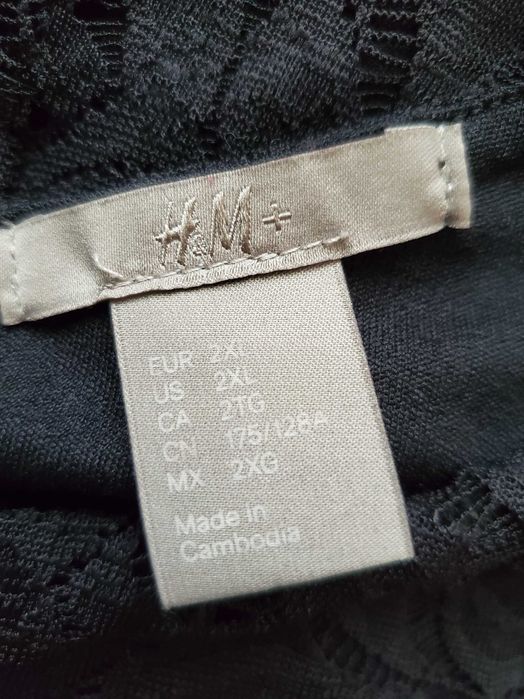 H&M+
EUR 2XL
US 2XL
CA 2TG
CN 175/128A
MX 2XG
Made in
Cambodia